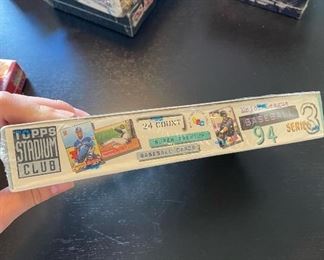 TOPPS
STADIUM
CLUB
24 COUNT
SUPER PREMIUM
BASEBALL CARDS
BASEBALL
94
SERIES 3